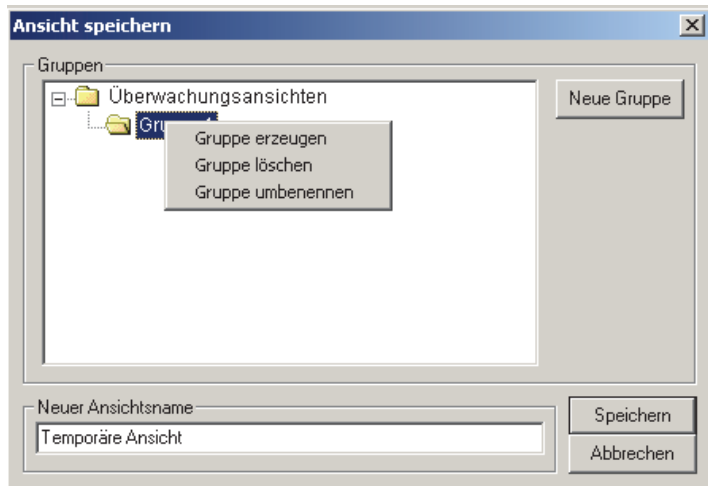 Ansicht speichern
Gruppen
Überwachungsansichten
Neue Gruppe
Gruppe erzeugen
Gruppe löschen
Gruppe umbenennen
Neuer Ansichtsname
Temporäre Ansicht
Speichern
Abbrechen